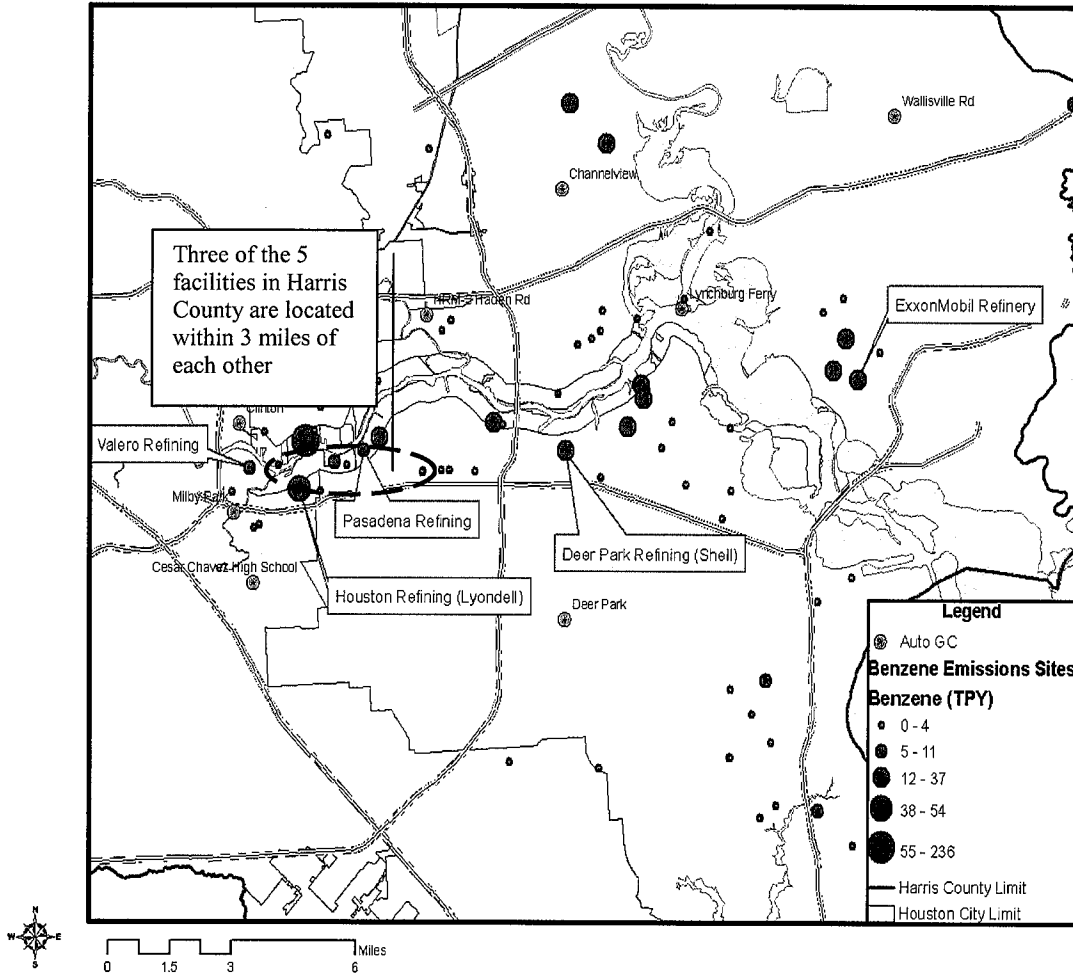 Wallisville Rd
Channelview
Three of the 5
facilities in Harris
County are located
within 3 miles of
each other
Haden Rd
Lynchburg Ferry
ExxonMobil Refinery
Clinton
Valero Refining
Milby Park
Pasadena Refining
Deer Park Refining (Shell)
Cesar Chavez High School
Houston Refining (Lyondell)
Deer Park
Legend
Auto GC
Benzene Emissions Sites
Benzene (TPY)
0 - 4
5 - 11
12 - 37
38 - 54
55 - 236
Harris County Limit
Houston City Limit
N
W E
S
Miles
0 1.5 3 6